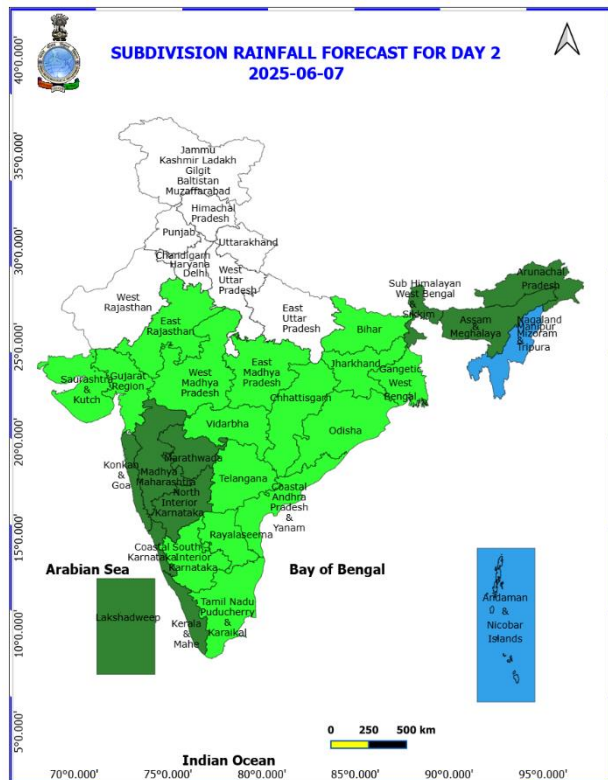 SUBDIVISION RAINFALL FORECAST FOR DAY 2
2025-06-07
40°0.000'
35°0.000'
30°0.000'
25°0.000'
20°0.000'
15°0.000'
10°0.000'
5°0.000'
Jammu
Kashmir Ladakh
Gilgit
Baltistan
Muzaffarabad
Himachal
Pradesh
Punjab
Uttarakhand
Chandigarh
Haryana
Delhi
West
Uttar
Pradesh
West
Rajasthan
East
Uttar
Pradesh
East
Rajasthan
Sub Himalayan
West Bengal
&
Sikkim
Arunachal
Pradesh
Assam
&
Meghalaya
Nagaland
Manipur
Mizoram
&
Tripura
Bihar
Jharkhand
Gangetic
West
Bengal
Saurashtra
&
Kutch
Gujarat
Region
West
Madhya
Pradesh
East
Madhya
Pradesh
Chhattisgarh
Vidarbha
Odisha
Konkan
&
Goa
Marathwada
Madhya
Maharashtra
North
Interior
Karnataka
Telangana
Coastal
Andhra
Pradesh
&
Yanam
Rayalaseema
Coastal
Karnataka
South
Interior
Karnataka
Tamil Nadu
Puducherry
&
Karaikal
Kerala
&
Mahe
Lakshadweep
Andaman
&
Nicobar
Islands
Arabian Sea
Bay of Bengal
0 250 500 km
Indian Ocean
70°0.000' 75°0.000' 80°0.000' 85°0.000' 90°0.000' 95°0.000'